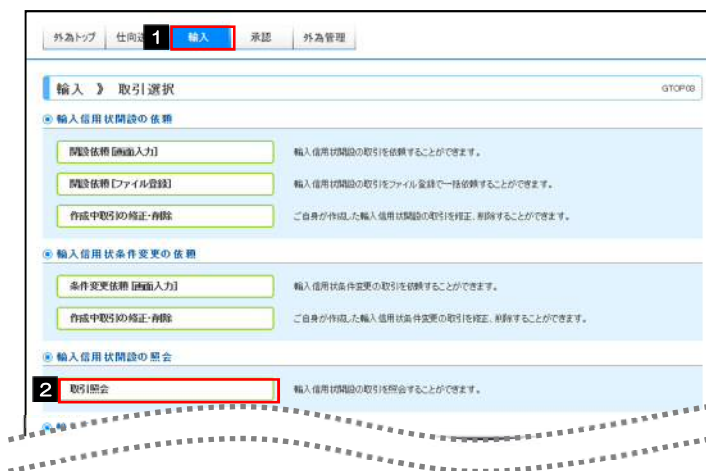 外為トップ 仕向送 1 輸入 承認 外為管理
輸入 》 取引選択 GTOP08
輸入信用状開設の依頼
開設依頼[画面入力] 輸入信用状開設の取引を依頼することができます。
開設依頼[ファイル登録] 輸入信用状開設の取引をファイル登録で一括依頼することができます。
作成中取引の修正・削除 ご自身が作成した輸入信用状開設の取引を修正、削除することができます。
輸入信用状条件変更の依頼
条件変更依頼[画面入力] 輸入信用状条件変更の取引を依頼することができます。
作成中取引の修正・削除 ご自身が作成した輸入信用状条件変更の取引を修正、削除することができます。
輸入信用状開設の照会
2 取引照会 輸入信用状開設の取引を照会することができます。